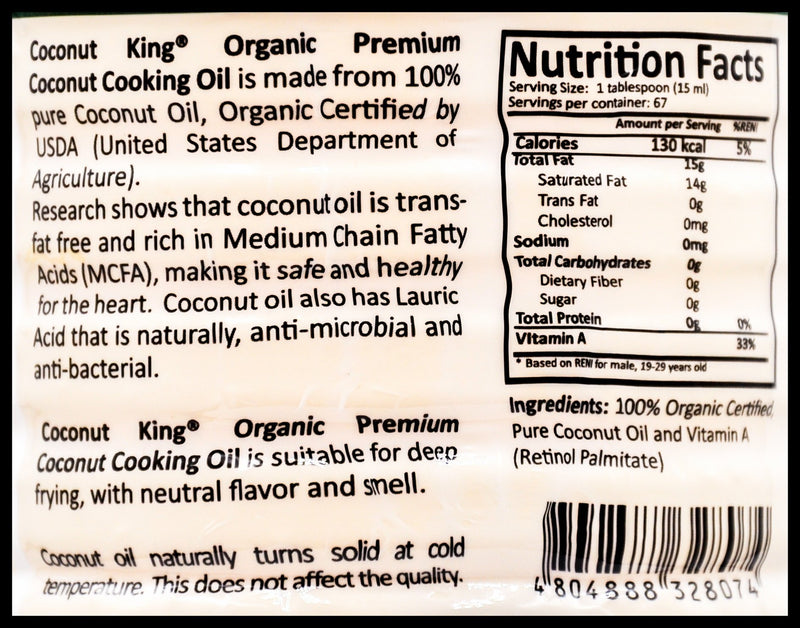 Coconut King® Organic Premium
Coconut Cooking Oil is made from 100%
pure Coconut Oil, Organic Certified by
USDA (United States Department of
Agriculture).
Research shows that coconut oil is trans-
fat free and rich in Medium Chain Fatty
Acids (MCFA), making it safe and healthy
for the heart. Coconut oil also has Lauric
Acid that is naturally, anti-microbial and
anti-bacterial.
Coconut King® Organic Premium
Coconut Cooking Oil is suitable for deep
frying, with neutral flavor and smell.
Coconut oil naturally turns solid at cold
temperature. This does not affect the quality.
Nutrition Facts
Serving Size: 1 tablespoon (15 ml)
Servings per container: 67
Amount per Serving %RENI
Calories 130 kcal 5%
Total Fat 15g
Saturated Fat 14g
Trans Fat 0g
Cholesterol 0mg
Sodium 0mg
Total Carbohydrates 0g
Dietary Fiber 0g
Sugar 0g
Total Protein 0g 0%
Vitamin A 33%
* Based on RENI for male, 19-29 years old
Ingredients: 100% Organic Certified,
Pure Coconut Oil and Vitamin A
(Retinol Palmitate)
4 804888 328074